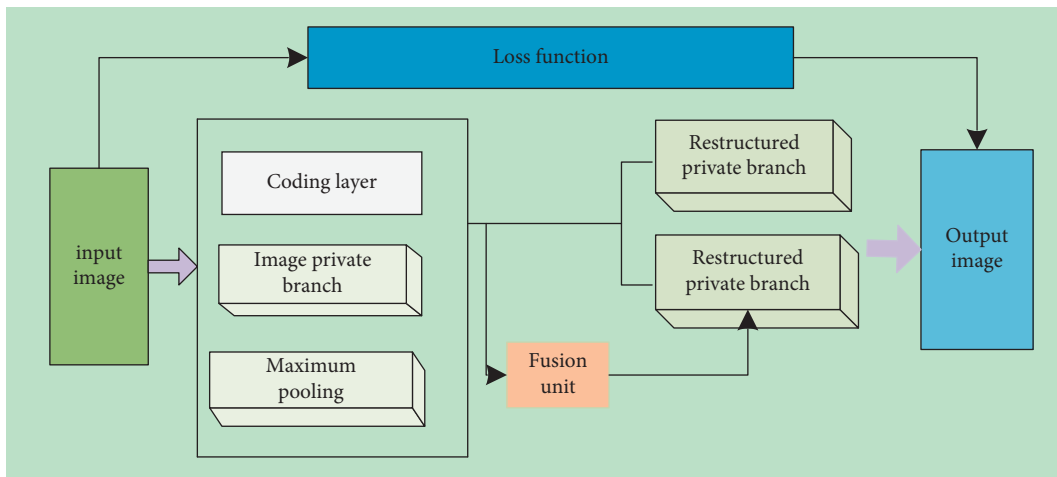 Loss function
input
image
Coding layer
Image private
branch
Maximum
pooling
Fusion
unit
Restructured
private branch
Restructured
private branch
Output
image